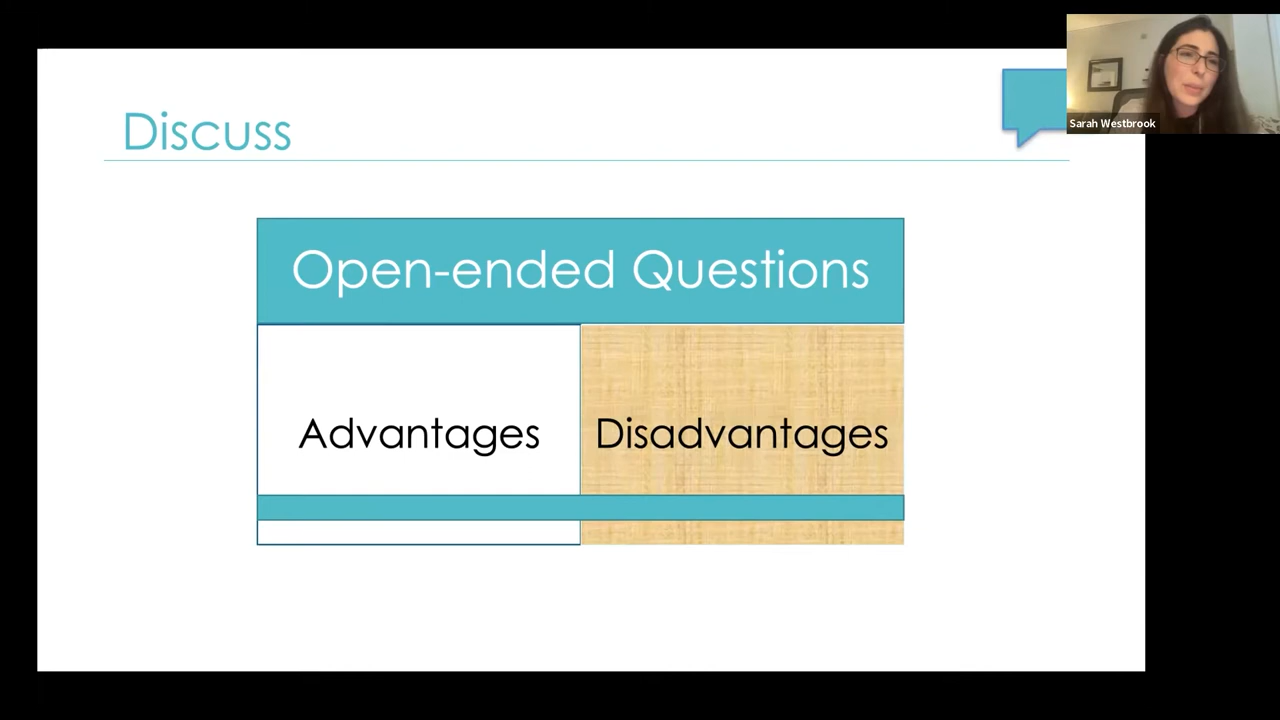 Discuss
Sarah Westbrook
Open-ended Questions
Advantages
Disadvantages